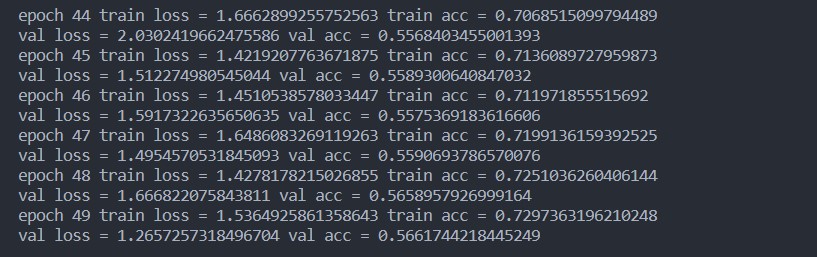 epoch 44 train loss = 1.6662899255752563 train acc = 0.7068515099794489
val loss = 2.0302419662475586 val acc = 0.5568403455001393
epoch 45 train loss = 1.4219207763671875 train acc = 0.7136089727959873
val loss = 1.512274980545044 val acc = 0.5589300640847032
epoch 46 train loss = 1.4510538578033447 train acc = 0.711971855515692
val loss = 1.5917322635650635 val acc = 0.5575369183616606
epoch 47 train loss = 1.6486083269119263 train acc = 0.7199136159392525
val loss = 1.4954570531845093 val acc = 0.5590693786570076
epoch 48 train loss = 1.4278178215026855 train acc = 0.7251036260406144
val loss = 1.666822075843811 val acc = 0.5658957926999164
epoch 49 train loss = 1.5364925861358643 train acc = 0.7297363196210248
val loss = 1.2657257318496704 val acc = 0.5661744218445249